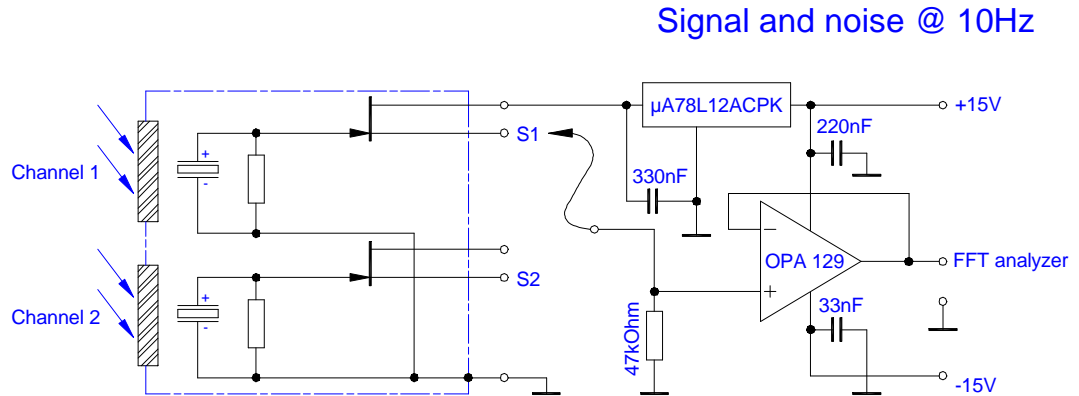 Signal and noise @ 10Hz
µA78L12ACPK
+15V
S1
220nF
Channel 1
+
-
330nF
OPA 129
−
+
FFT analyzer
S2
Channel 2
+
-
47kOhm
33nF
-15V